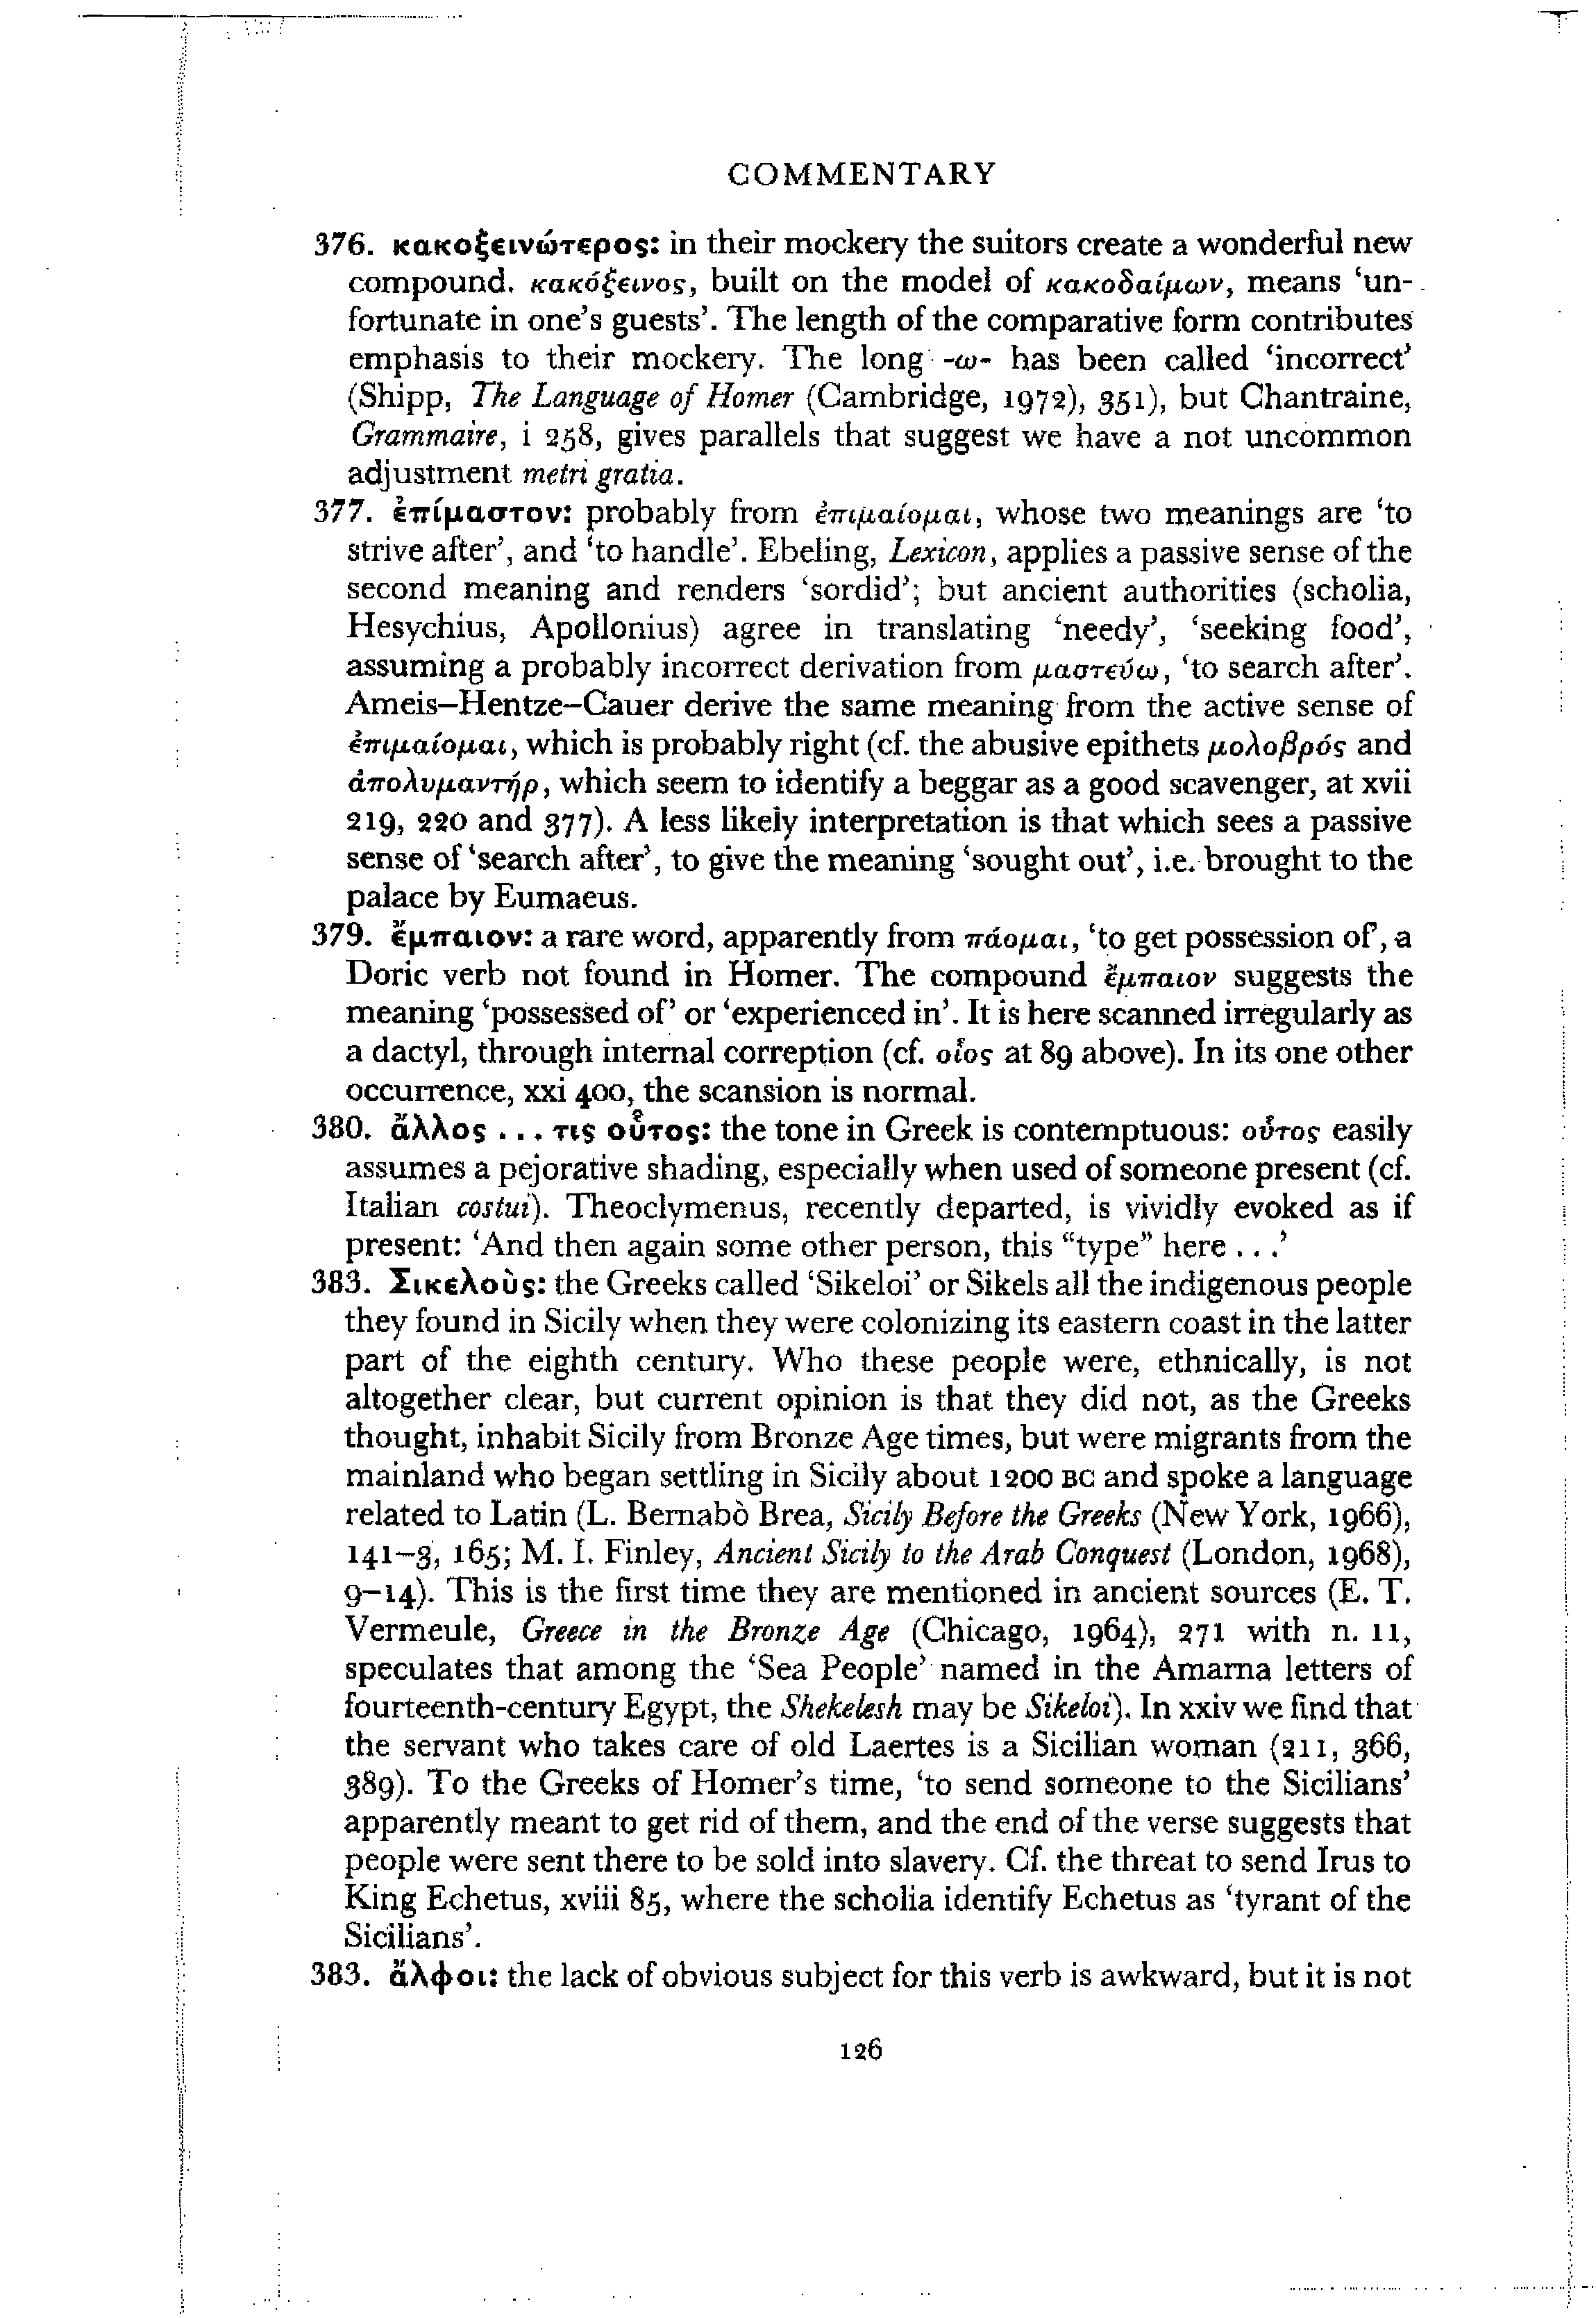 COMMENTARY
376. κακοξεινώτερος: in their mockery the suitors create a wonderful new
compound. κακόξεινος, built on the model of κακοδαίμων, means ‘un-
fortunate in one’s guests’. The length of the comparative form contributes
emphasis to their mockery. The long -ω- has been called ‘incorrect’
(Shipp, The Language of Homer (Cambridge, 1972), 351), but Chantraine,
Grammaire, i 258, gives parallels that suggest we have a not uncommon
adjustment metri gratia.
377. ἐπίμαστον: probably from ἐπιμαίομαι, whose two meanings are ‘to
strive after’, and ‘to handle’. Ebeling, Lexicon, applies a passive sense of the
second meaning and renders ‘sordid’; but ancient authorities (scholia,
Hesychius, Apollonius) agree in translating ‘needy’, ‘seeking food’,
assuming a probably incorrect derivation from μαστεύω, ‘to search after’.
Ameis–Hentze–Cauer derive the same meaning from the active sense of
ἐπιμαίομαι, which is probably right (cf. the abusive epithets μολοβρός and
ἀπολυμαντήρ, which seem to identify a beggar as a good scavenger, at xvii
219, 220 and 377). A less likely interpretation is that which sees a passive
sense of ‘search after’, to give the meaning ‘sought out’, i.e. brought to the
palace by Eumaeus.
379. ἔμπαιον: a rare word, apparently from πάομαι, ‘to get possession of’, a
Doric verb not found in Homer. The compound ἔμπαιον suggests the
meaning ‘possessed of’ or ‘experienced in’. It is here scanned irregularly as
a dactyl, through internal correption (cf. οἷος at 89 above). In its one other
occurrence, xxi 400, the scansion is normal.
380. ἄλλος . . . τις οὗτος: the tone in Greek is contemptuous: οὗτος easily
assumes a pejorative shading, especially when used of someone present (cf.
Italian costui). Theoclymenus, recently departed, is vividly evoked as if
present: ‘And then again some other person, this “type” here . . .’
383. Σικελοὺς: the Greeks called ‘Sikeloi’ or Sikels all the indigenous people
they found in Sicily when they were colonizing its eastern coast in the latter
part of the eighth century. Who these people were, ethnically, is not
altogether clear, but current opinion is that they did not, as the Greeks
thought, inhabit Sicily from Bronze Age times, but were migrants from the
mainland who began settling in Sicily about 1200 BC and spoke a language
related to Latin (L. Bernabò Brea, Sicily Before the Greeks (New York, 1966),
141–3, 165; M. I. Finley, Ancient Sicily to the Arab Conquest (London, 1968),
9–14). This is the first time they are mentioned in ancient sources (E. T.
Vermeule, Greece in the Bronze Age (Chicago, 1964), 271 with n. 11,
speculates that among the ‘Sea People’ named in the Amarna letters of
fourteenth-century Egypt, the Shekelesh may be Sikeloi). In xxiv we find that
the servant who takes care of old Laertes is a Sicilian woman (211, 366,
389). To the Greeks of Homer’s time, ‘to send someone to the Sicilians’
apparently meant to get rid of them, and the end of the verse suggests that
people were sent there to be sold into slavery. Cf. the threat to send Irus to
King Echetus, xviii 85, where the scholia identify Echetus as ‘tyrant of the
Sicilians’.
383. ἄλφοι: the lack of obvious subject for this verb is awkward, but it is not
126